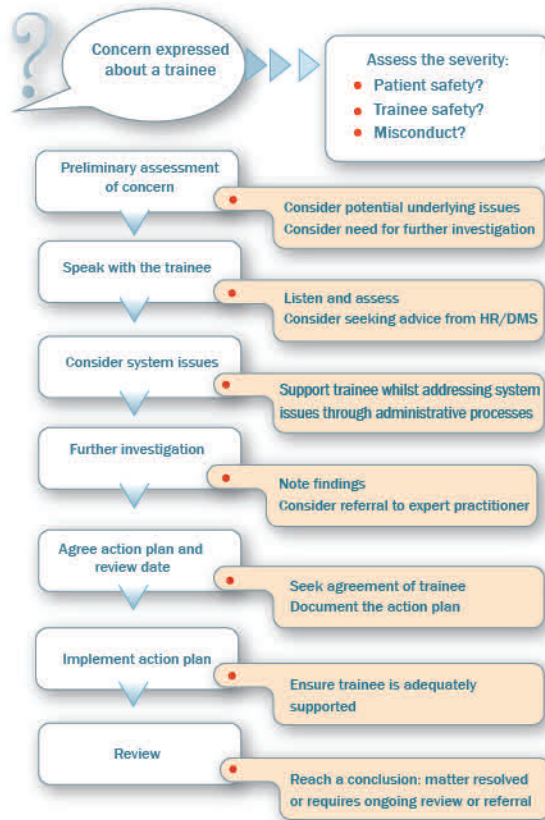 ?
Concern expressed
about a trainee
Assess the severity:
• Patient safety?
• Trainee safety?
• Misconduct?
Preliminary assessment
of concern
• Consider potential underlying issues
Consider need for further investigation
Speak with the trainee
• Listen and assess
Consider seeking advice from HR/DMS
Consider system issues
• Support trainee whilst addressing system
issues through administrative processes
Further investigation
• Note findings
Consider referral to expert practitioner
Agree action plan and
review date
• Seek agreement of trainee
Document the action plan
Implement action plan
• Ensure trainee is adequately
supported
Review
• Reach a conclusion: matter resolved
or requires ongoing review or referral